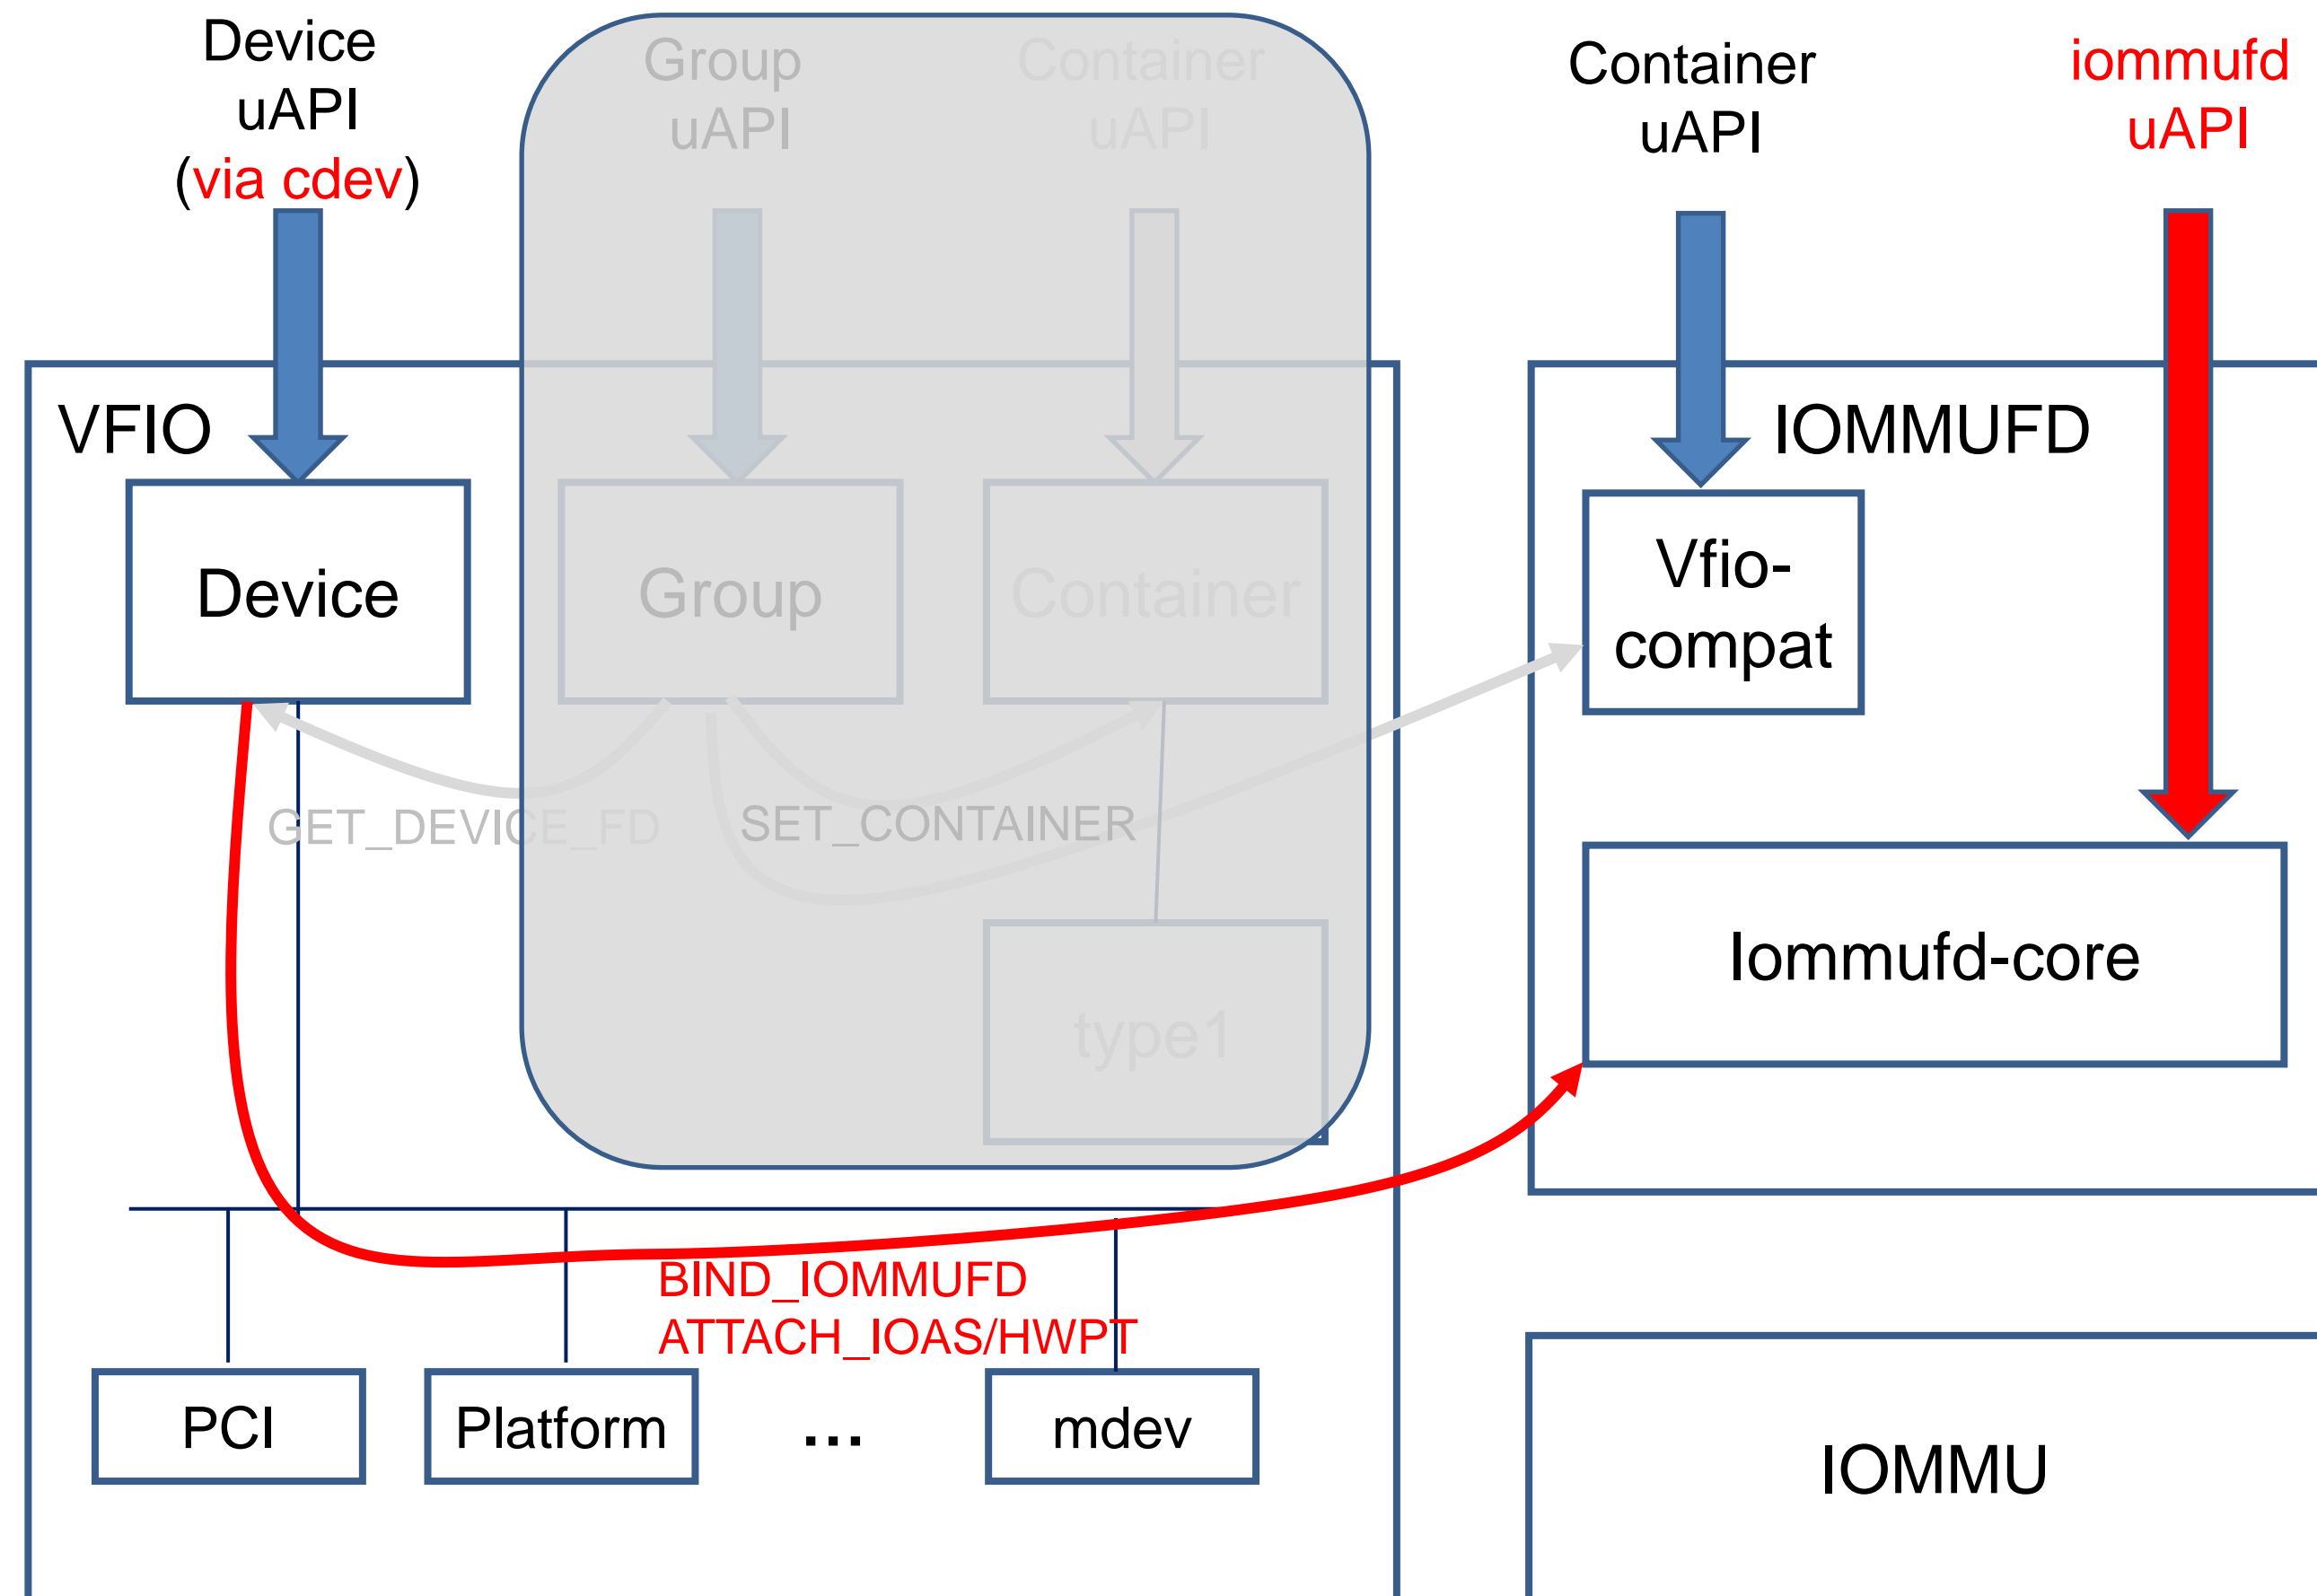 Device
uAPI
(via cdev)
Group
uAPI
Container
uAPI
Container
uAPI
iommufd
uAPI
VFIO
IOMMUFD
Device
Group
Container
Vfio-
compat
GET_DEVICE_FD
SET_CONTAINER
Iommufd-core
type1
BIND_IOMMUFD
ATTACH_IOAS/HWPT
PCI
Platform
...
mdev
IOMMU